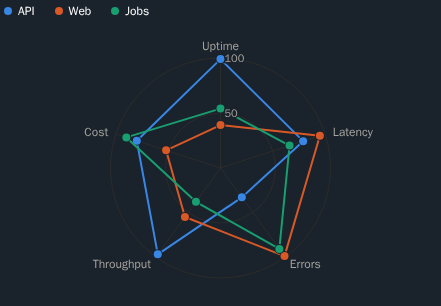 API Web Jobs
Uptime
100
50
Cost
Latency
Throughput
Errors